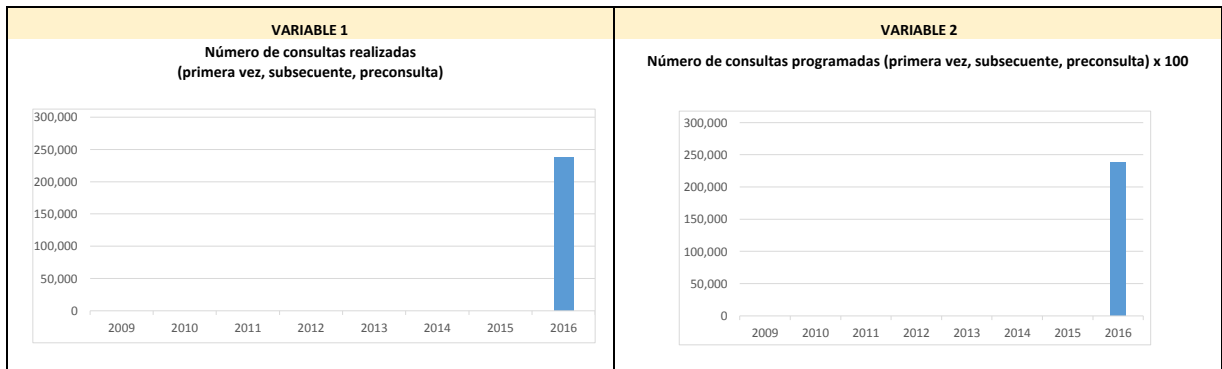 VARIABLE 1
Número de consultas realizadas
(primera vez, subsecuente, preconsulta)
300,000
250,000
200,000
150,000
100,000
50,000
0
2009 2010 2011 2012 2013 2014 2015 2016
VARIABLE 2
Número de consultas programadas (primera vez, subsecuente, preconsulta) x 100
300,000
250,000
200,000
150,000
100,000
50,000
0
2009 2010 2011 2012 2013 2014 2015 2016